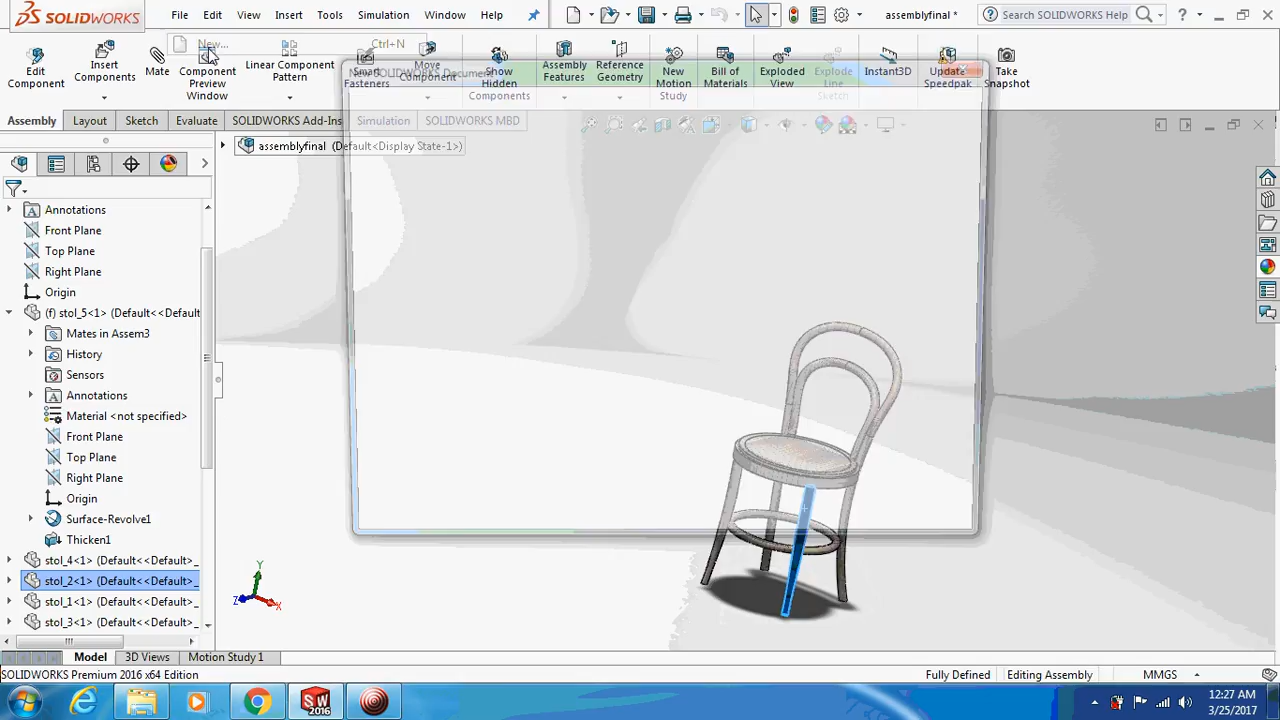 SOLIDWORKS
File Edit View Insert Tools Simulation Window Help
assemblyfinal *
Search SOLIDWORKS Help
New... Ctrl+N
Edit Component
Insert Components
Mate
Component Preview Window
Linear Component Pattern
Smart Fasteners
Move Component
Show Hidden Components
Assembly Features
Reference Geometry
New Motion Study
Bill of Materials
Exploded View
Explode Line Sketch
Instant3D
Update Speedpak
Take Snapshot
New SOLIDWORKS Document
Assembly Layout Sketch Evaluate SOLIDWORKS Add-Ins Simulation SOLIDWORKS MBD
assemblyfinal (Default<Display State-1>)
Annotations
Front Plane
Top Plane
Right Plane
Origin
(f) stol_5<1> (Default<<Default
Mates in Assem3
History
Sensors
Annotations
Material <not specified>
Front Plane
Top Plane
Right Plane
Origin
Surface-Revolve1
Thicken1
stol_4<1> (Default<<Default>_
stol_2<1> (Default<<Default>_
stol_1<1> (Default<<Default>_
stol_3<1> (Default<<Default>_
Y
Z
X
Model 3D Views Motion Study 1
SOLIDWORKS Premium 2016 x64 Edition
Fully Defined Editing Assembly MMGS
SW
2016
12:27 AM
3/25/2017